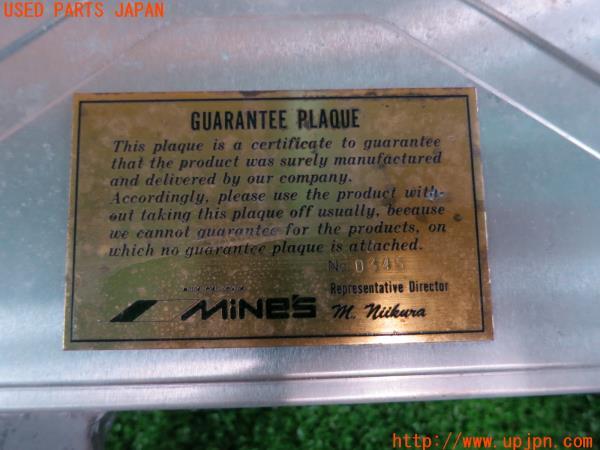 USED PARTS JAPAN
GUARANTEE PLAQUE
This plaque is a certificate to guarantee
that the product was surely manufactured
and delivered by our company.
Accordingly, please use the product with-
out taking this plaque off usually, because
we cannot guarantee for the products, on
which no guarantee plaque is attached.
No
Representative Director
MINE'S M. Niikura
http://www.upjpn.com/